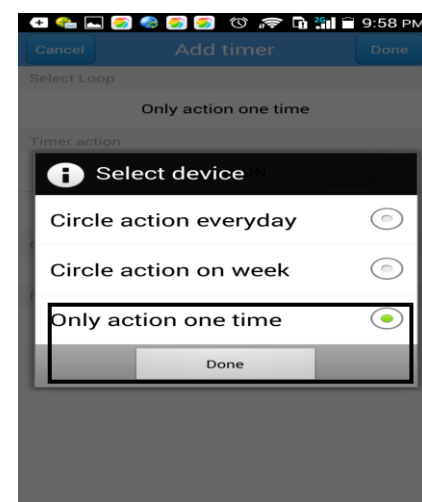 2G
9:58 PM
Cancel
Add timer
Done
Select Loop
Only action one time
Timer action
Select device
Circle action everyday
Circle action on week
Only action one time
Done